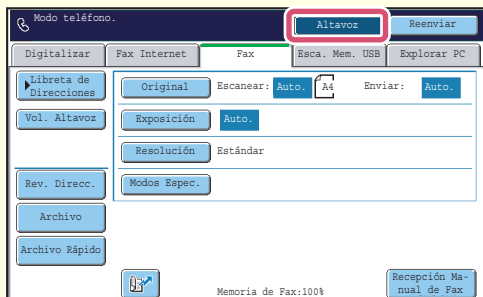 Modo teléfono.
Altavoz
Reenviar
Digitalizar
Fax Internet
Fax
Esca. Mem. USB
Explorar PC
Libreta de
Direcciones
Original
Escanear:
Auto.
A4
Enviar:
Auto.
Vol. Altavoz
Exposición
Auto.
Resolución
Estándar
Rev. Direcc.
Modos Espec.
Archivo
Archivo Rápido
Memoria de Fax:100%
Recepción Ma-
nual de Fax